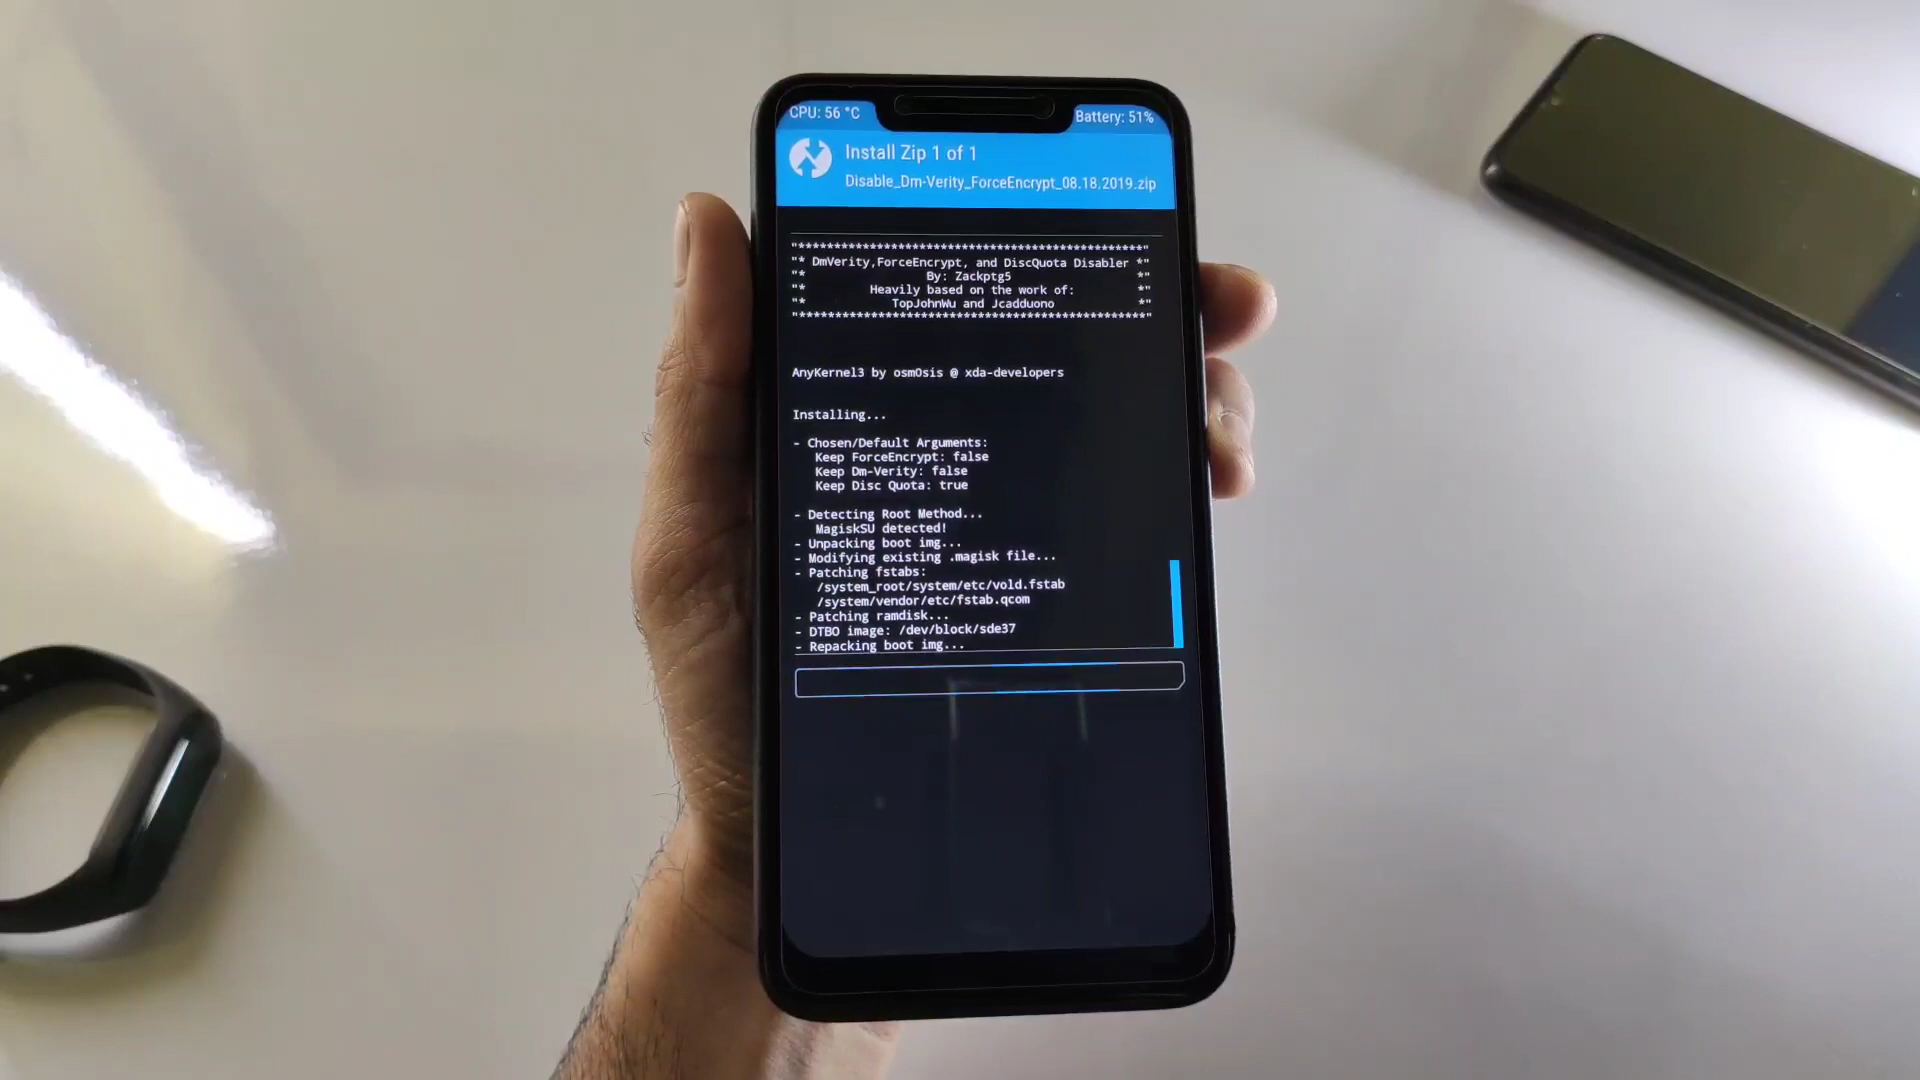 CPU: 56 °C
Battery: 51%
Install Zip 1 of 1
Disable_Dm-Verity_ForceEncrypt_08.18.2019.zip
"*************************************************"
"* DmVerity,ForceEncrypt, and DiscQuota Disabler *"
"* By: Zackptg5 *"
"* Heavily based on the work of: *"
"* TopJohnWu and Jcadduono *"
"*************************************************"
AnyKernel3 by osm0sis @ xda-developers
Installing...
- Chosen/Default Arguments:
Keep ForceEncrypt: false
Keep Dm-Verity: false
Keep Disc Quota: true
- Detecting Root Method...
MagiskSU detected!
- Unpacking boot img...
- Modifying existing .magisk file...
- Patching fstabs:
/system_root/system/etc/vold.fstab
/system/vendor/etc/fstab.qcom
- Patching ramdisk...
- DTBO image: /dev/block/sde37
- Repacking boot img...